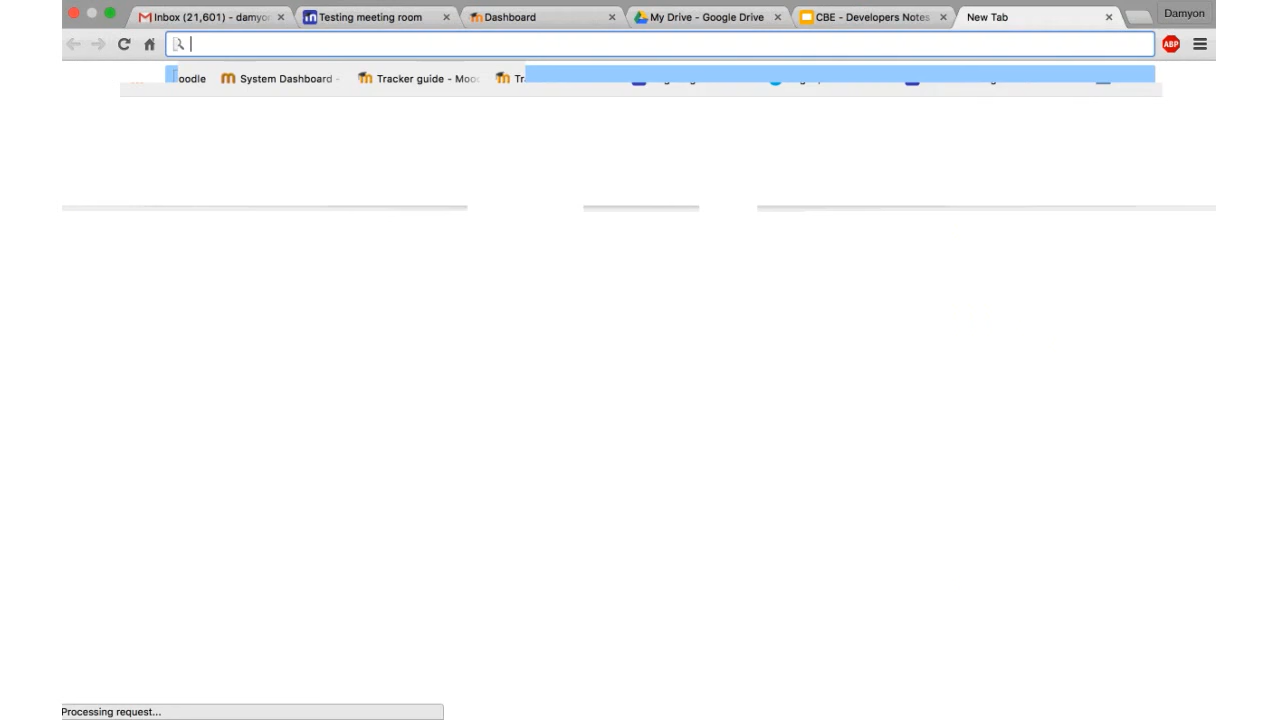 Inbox (21,601) - damyo
Testing meeting room
Dashboard
My Drive - Google Drive
CBE - Developers Notes
New Tab
Damyon
ABP
oodle
System Dashboard -
Tracker guide - Moo
Tr
Processing request...